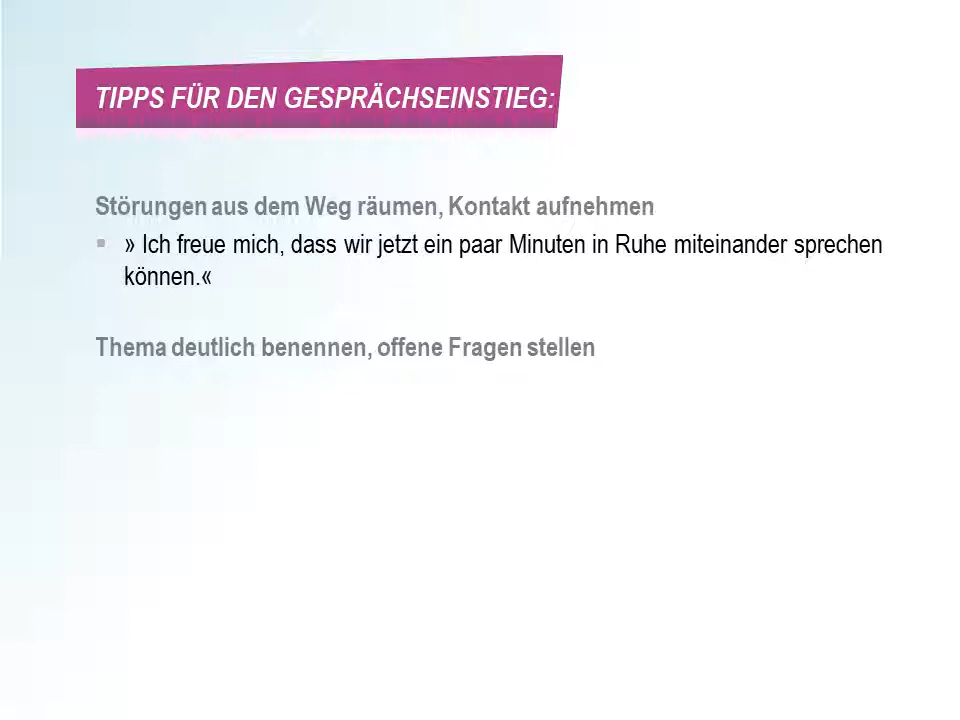 TIPPS FÜR DEN GESPRÄCHSEINSTIEG:
Störungen aus dem Weg räumen, Kontakt aufnehmen
» Ich freue mich, dass wir jetzt ein paar Minuten in Ruhe miteinander sprechen
können.«
Thema deutlich benennen, offene Fragen stellen